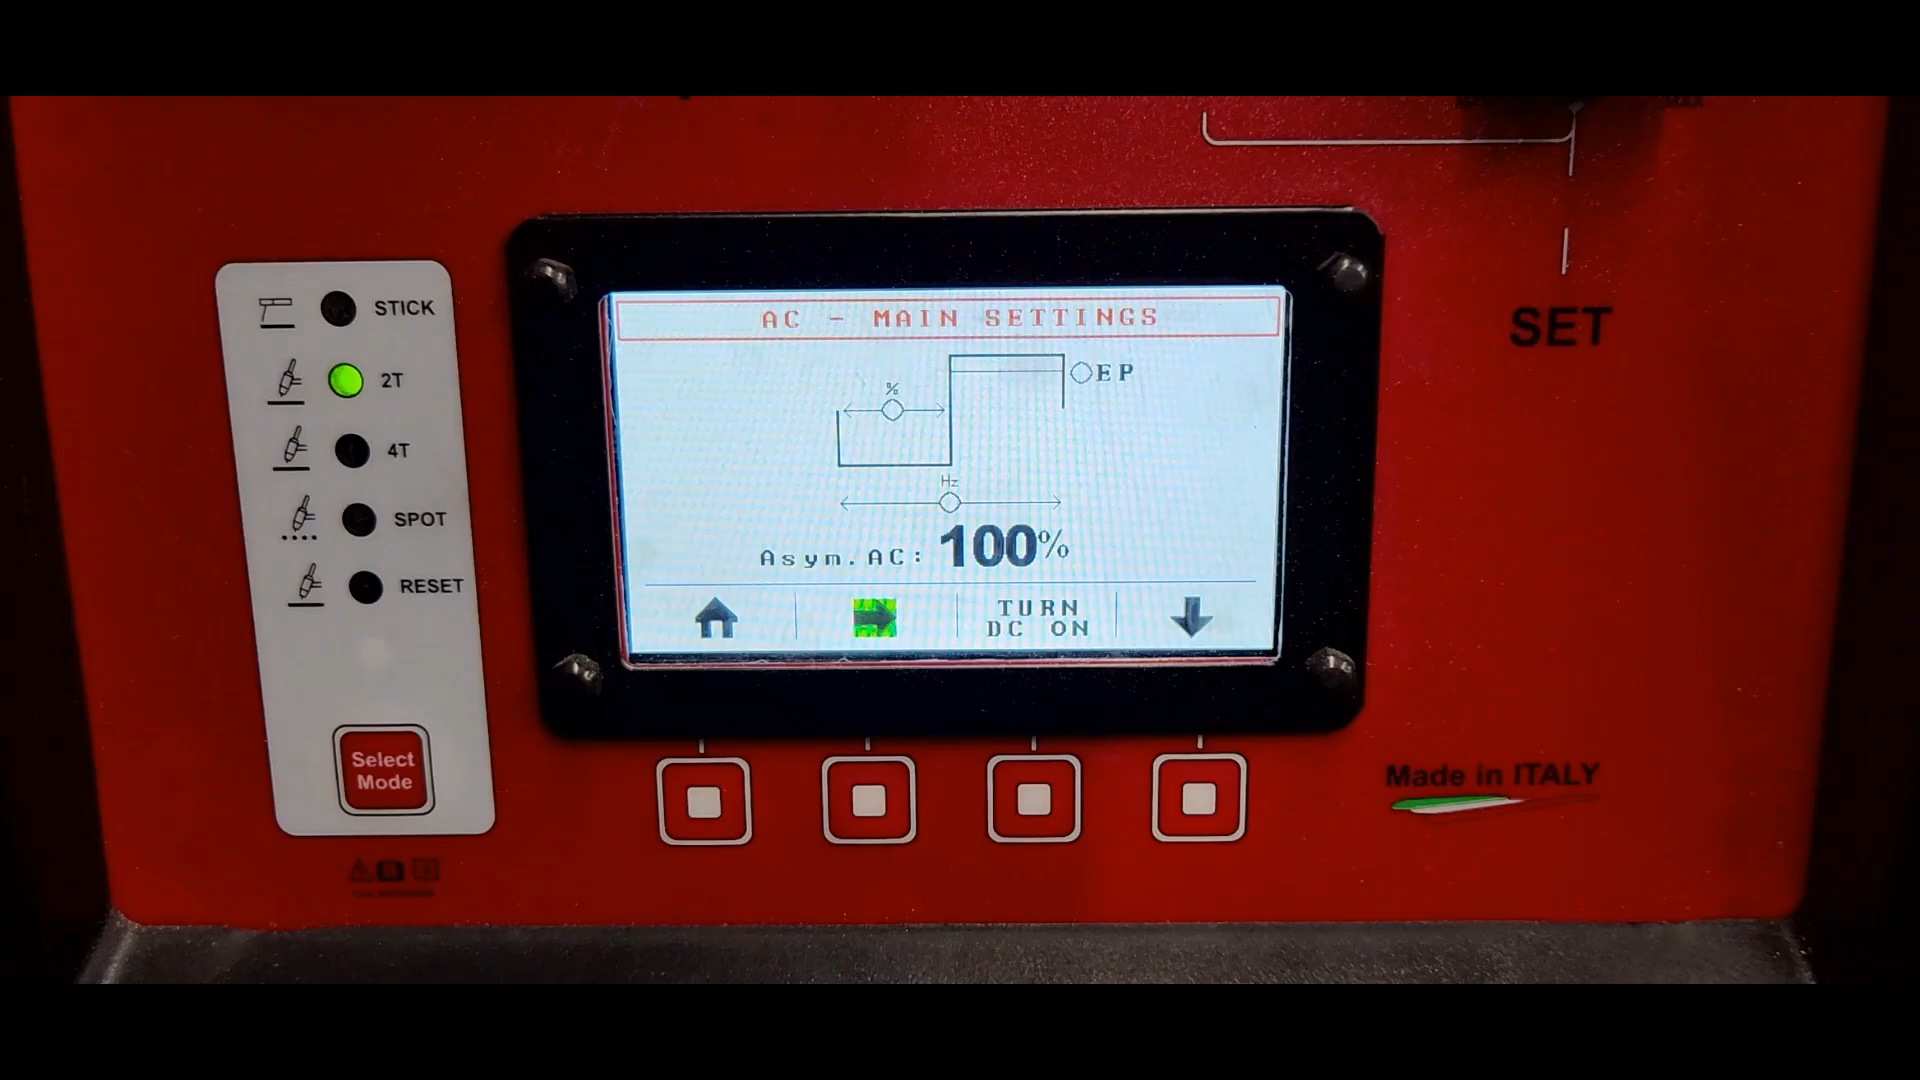 STICK
2T
4T
SPOT
RESET
Select
Mode
AC - MAIN SETTINGS
%
EP
Hz
Asym.AC: 100%
TURN
DC ON
SET
Made in ITALY